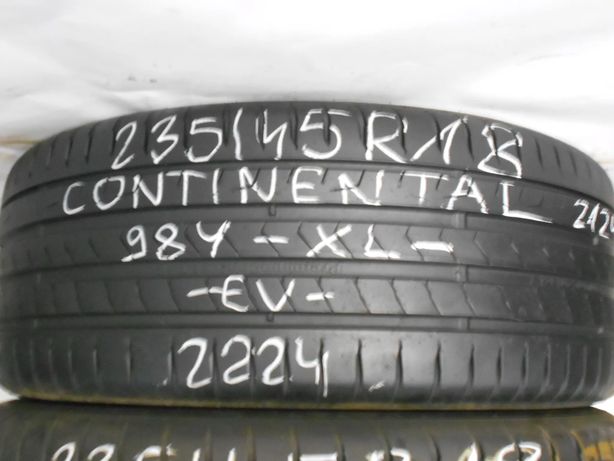 235/45R18
CONTINENTAL
98Y-XL-
-EV-
2224